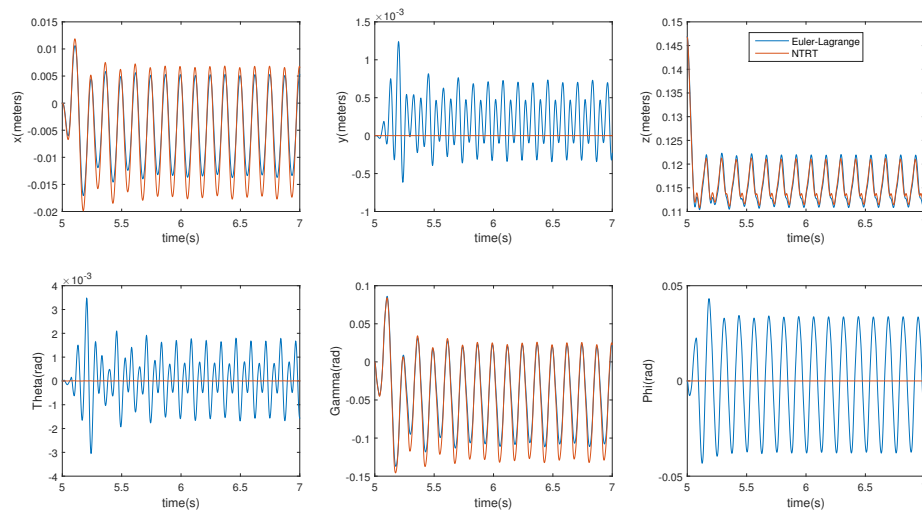 ×10⁻³
0.015
0.01
0.005
0
-0.005
-0.01
-0.015
-0.02
x(meters)
5 5.5 6 6.5 7
time(s)
1.5
1
0.5
0
-0.5
-1
y(meters)
5 5.5 6 6.5 7
time(s)
0.15
0.145
0.14
0.135
0.13
0.125
0.12
0.115
0.11
z(meters)
Euler-Lagrange
NTRT
5 5.5 6 6.5
time(s)
×10⁻³
4
3
2
1
0
-1
-2
-3
-4
Theta(rad)
5 5.5 6 6.5 7
time(s)
0.1
0.05
0
-0.05
-0.1
-0.15
Gamma(rad)
5 5.5 6 6.5 7
time(s)
0.05
0
-0.05
Phi(rad)
5 5.5 6 6.5
time(s)